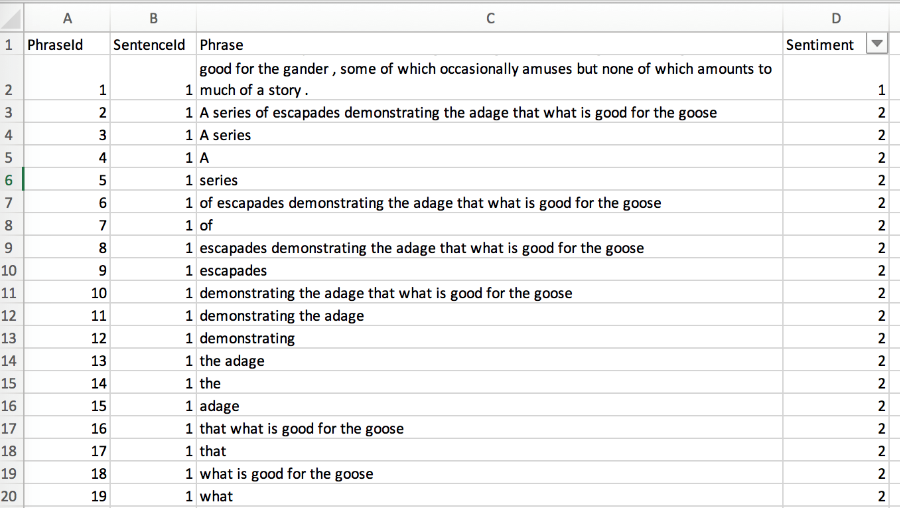 A B C D
1 PhraseId SentenceId Phrase Sentiment
good for the gander , some of which occasionally amuses but none of which amounts to
2 1 1 much of a story . 1
3 2 1 A series of escapades demonstrating the adage that what is good for the goose 2
4 3 1 A series 2
5 4 1 A 2
6 5 1 series 2
7 6 1 of escapades demonstrating the adage that what is good for the goose 2
8 7 1 of 2
9 8 1 escapades demonstrating the adage that what is good for the goose 2
10 9 1 escapades 2
11 10 1 demonstrating the adage that what is good for the goose 2
12 11 1 demonstrating the adage 2
13 12 1 demonstrating 2
14 13 1 the adage 2
15 14 1 the 2
16 15 1 adage 2
17 16 1 that what is good for the goose 2
18 17 1 that 2
19 18 1 what is good for the goose 2
20 19 1 what 2